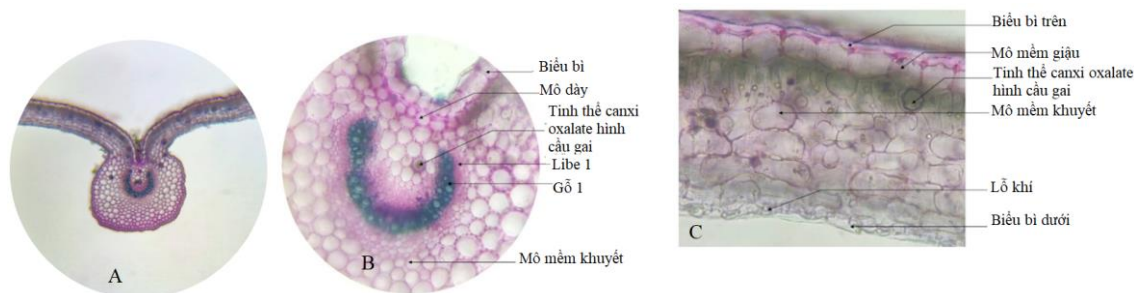 A
Biểu bì
Mô dày
Tinh thể canxi
oxalate hình
cầu gai
Libe 1
Gỗ 1
Mô mềm khuyết
B
Biểu bì trên
Mô mềm giậu
Tinh thể canxi oxalate
hình cầu gai
Mô mềm khuyết
Lỗ khí
Biểu bì dưới
C